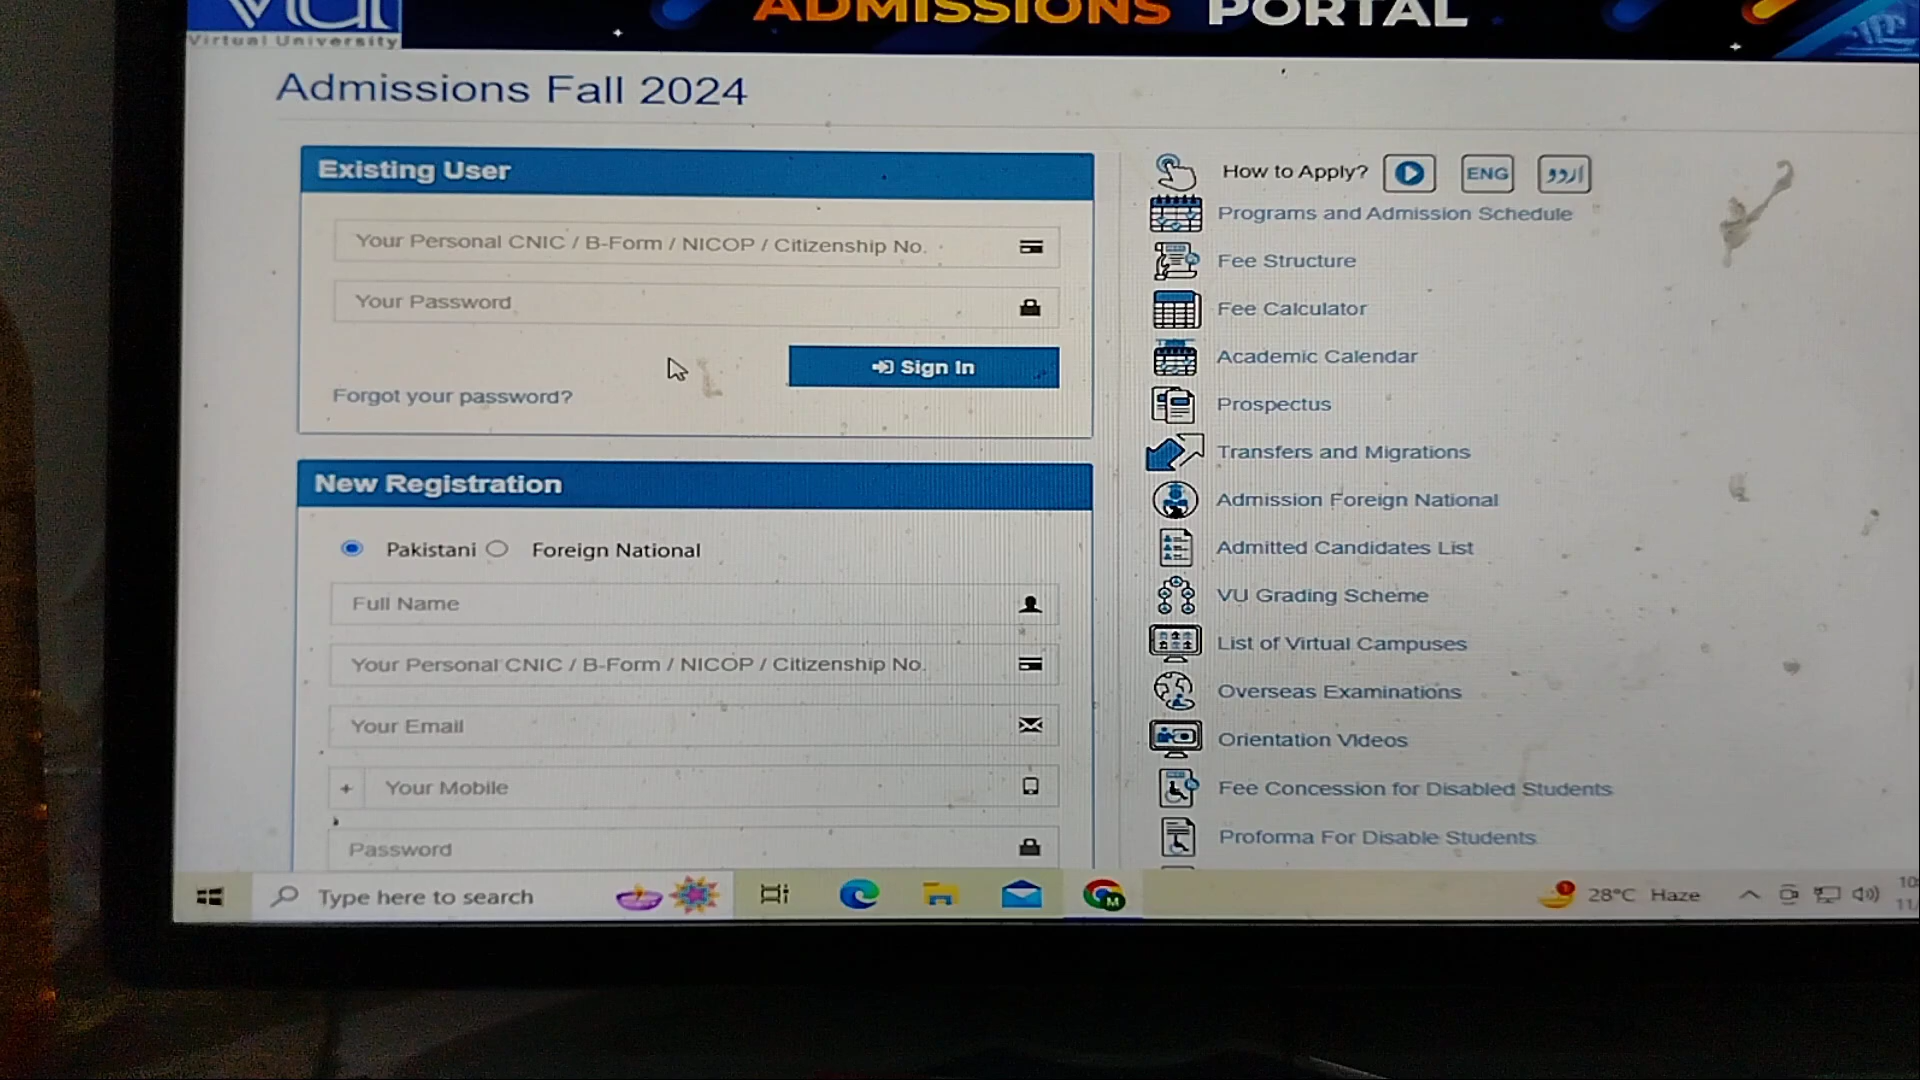 ADMISSIONS PORTAL
Virtual University
Admissions Fall 2024
Existing User
Your Personal CNIC / B-Form / NICOP / Citizenship No.
Your Password
Sign In
Forgot your password?
New Registration
Pakistani Foreign National
Full Name
Your Personal CNIC / B-Form / NICOP / Citizenship No.
Your Email
+ Your Mobile
Password
How to Apply? ENG اردو
Programs and Admission Schedule
Fee Structure
Fee Calculator
Academic Calendar
Prospectus
Transfers and Migrations
Admission Foreign National
Admitted Candidates List
VU Grading Scheme
List of Virtual Campuses
Overseas Examinations
Orientation Videos
Fee Concession for Disabled Students
Proforma For Disable Students
Type here to search
M
1
28°C Haze